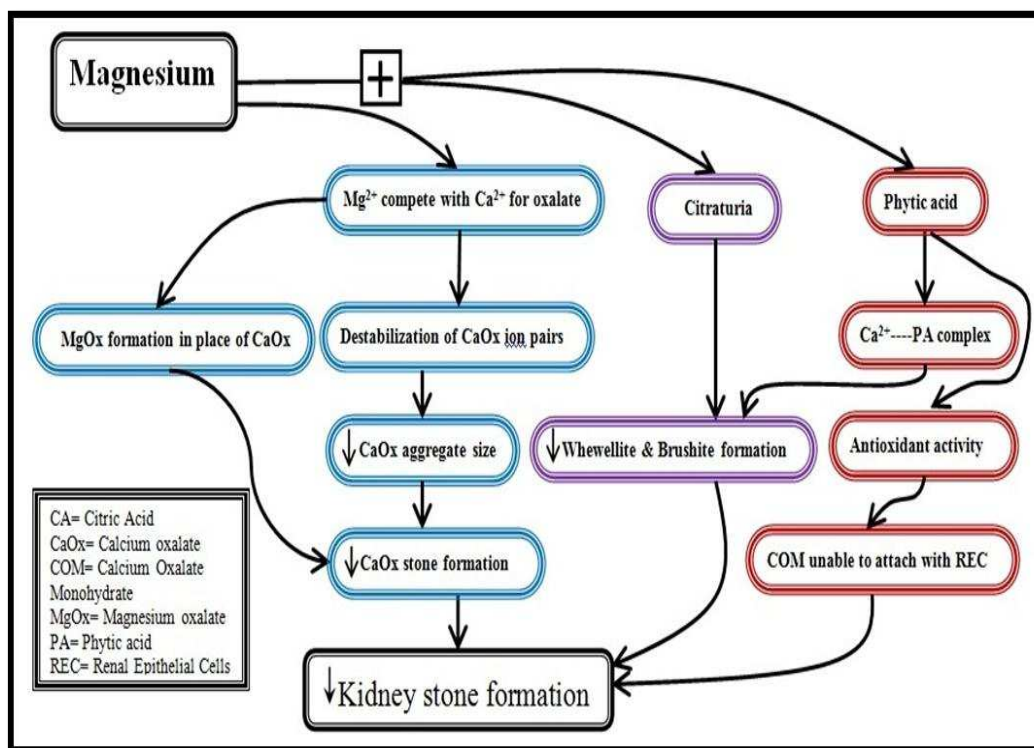 Magnesium
+
Mg²⁺ compete with Ca²⁺ for oxalate
Citraturia
Phytic acid
MgOx formation in place of CaOx
Destabilization of CaOx ion pairs
Ca²⁺----PA complex
↓ CaOx aggregate size
↓ Whewellite & Brushite formation
Antioxidant activity
↓ CaOx stone formation
COM unable to attach with REC
CA= Citric Acid
CaOx= Calcium oxalate
COM= Calcium Oxalate
Monohydrate
MgOx= Magnesium oxalate
PA= Phytic acid
REC= Renal Epithelial Cells
↓ Kidney stone formation